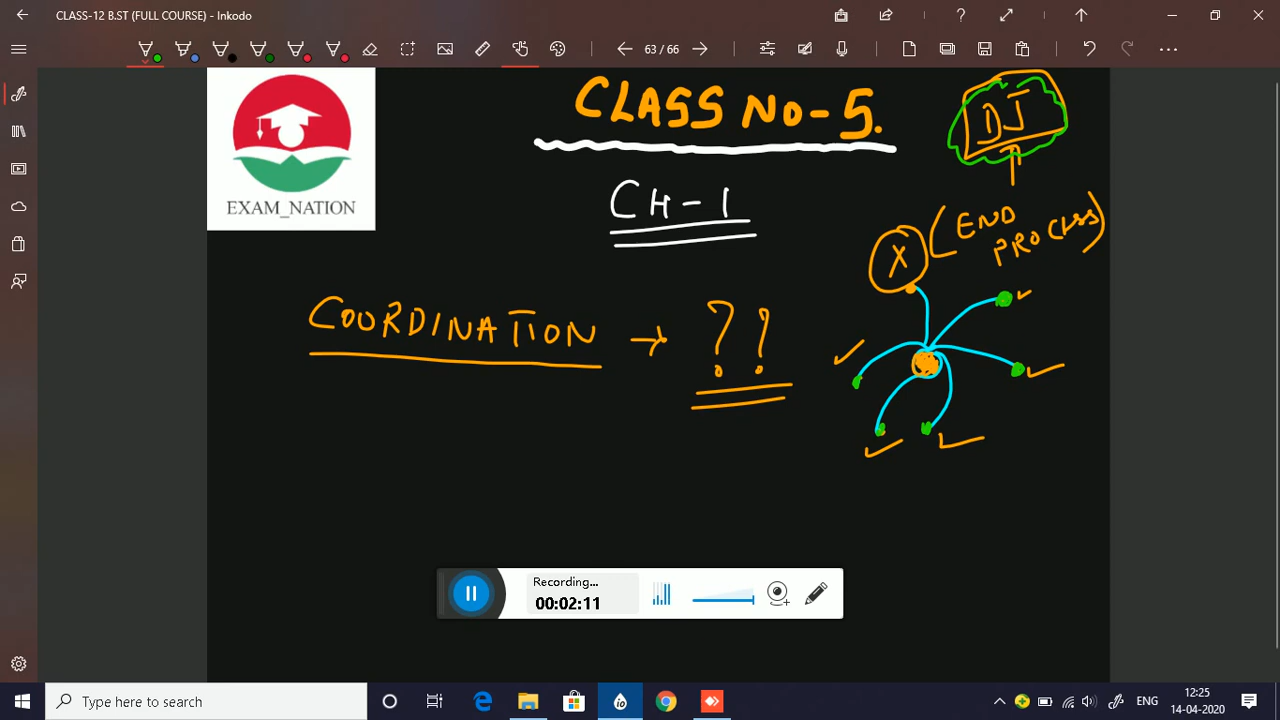 CLASS-12 B.ST (FULL COURSE) - Inkodo
63 / 66
CLASS NO-5.
DJ
EXAM_NATION
CH-1
(END
PROCESS)
X
COORDINATION → ??
Recording...
00:02:11
Type here to search
io
ENG
12:25
14-04-2020